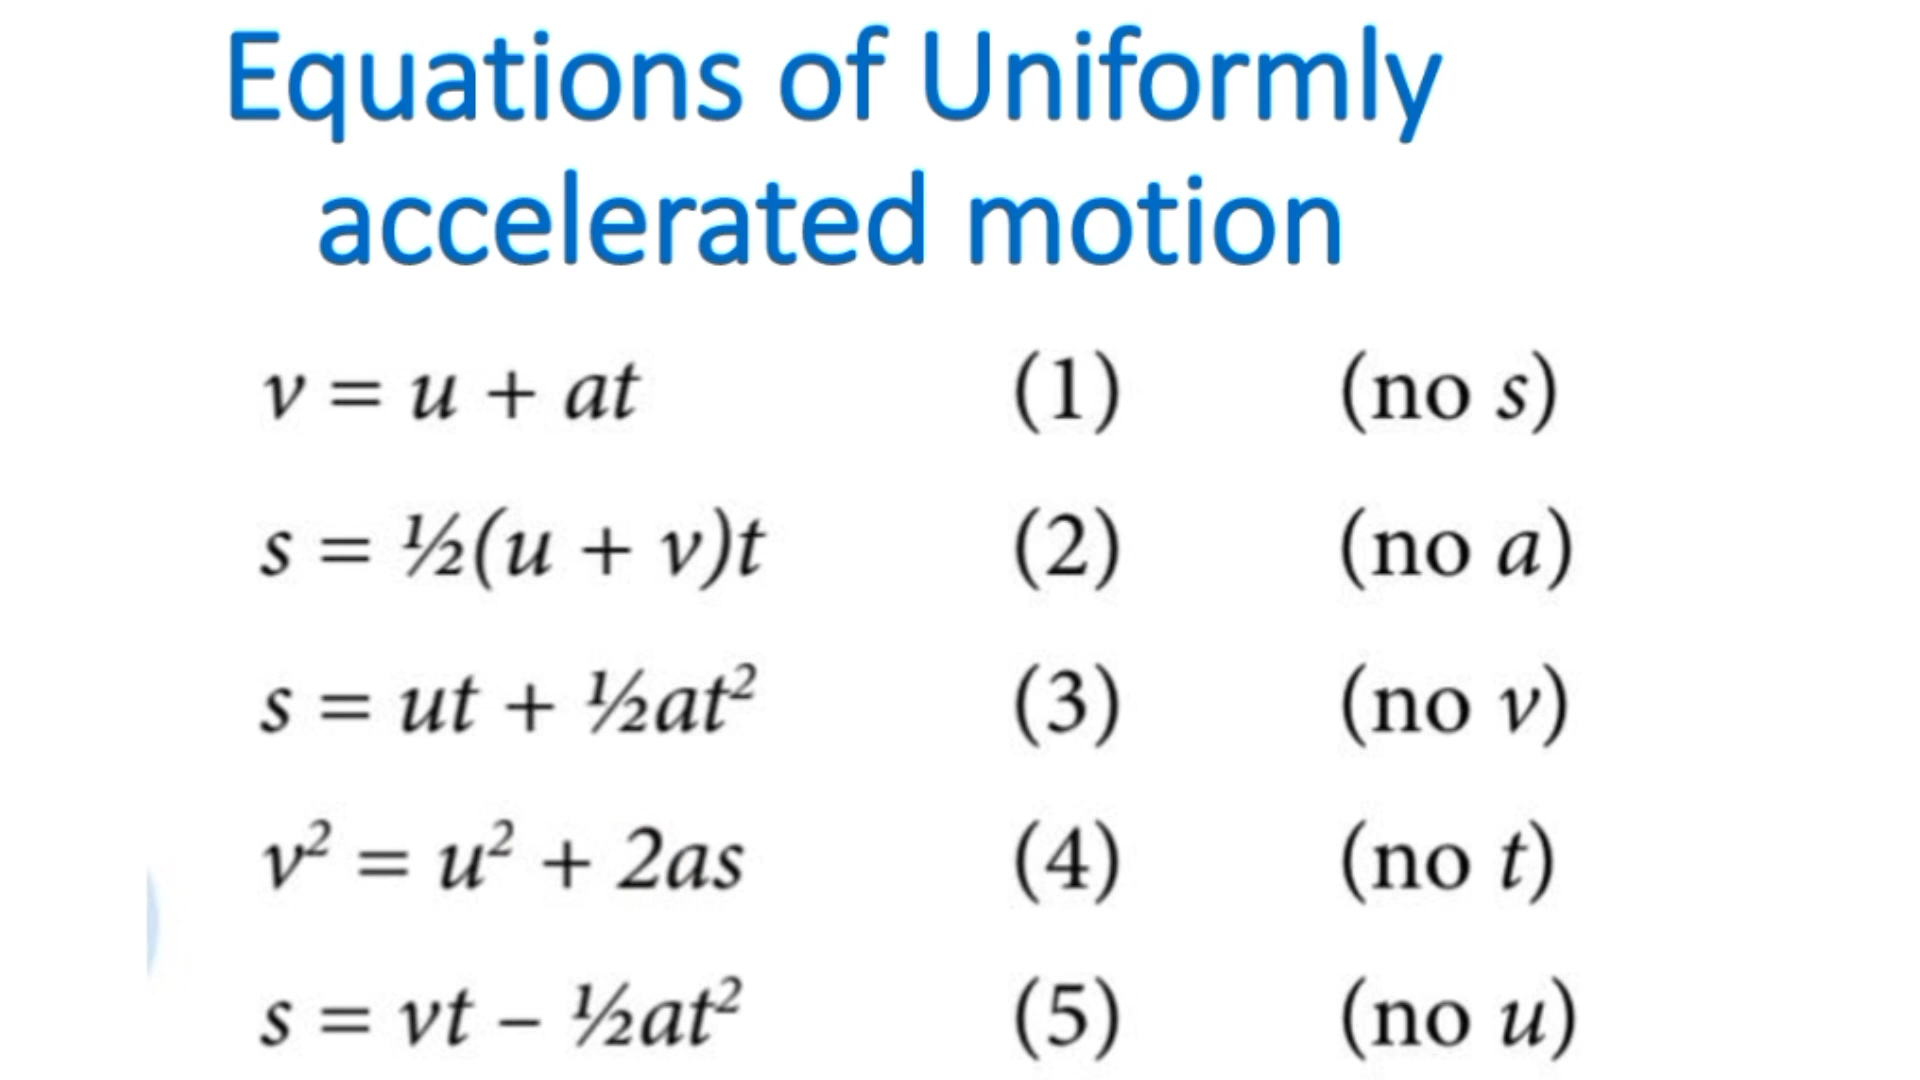 Equations of Uniformly
accelerated motion
v = u + at (1) (no s)
s = ½(u + v)t (2) (no a)
s = ut + ½at² (3) (no v)
v² = u² + 2as (4) (no t)
s = vt – ½at² (5) (no u)